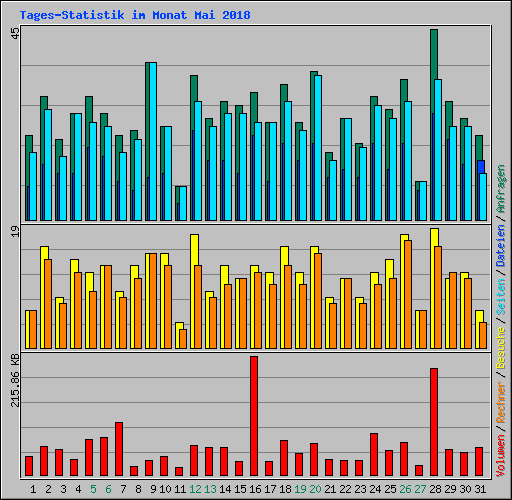 Tages-Statistik im Monat Mai 2018
45
19
215.86 KB
Volumen / Rechner / Besuche / Seiten / Dateien / Anfragen
1 2 3 4 5 6 7 8 9 10 11 12 13 14 15 16 17 18 19 20 21 22 23 24 25 26 27 28 29 30 31